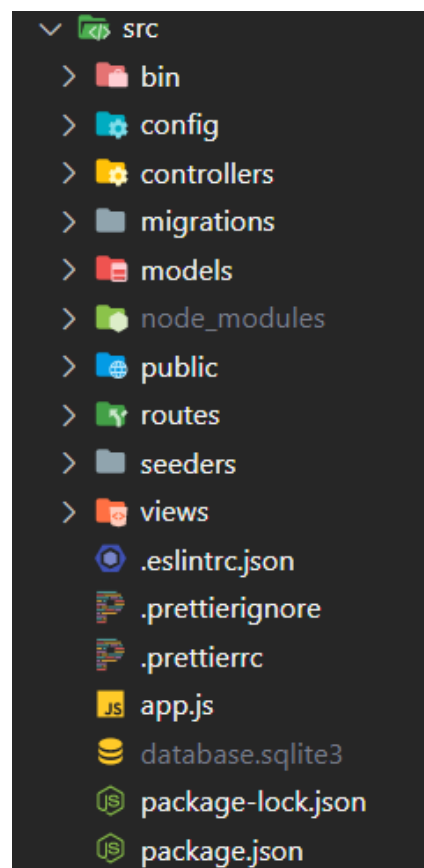 src
bin
config
controllers
migrations
models
node_modules
public
routes
seeders
views
.eslintrc.json
.prettierignore
.prettierrc
JS app.js
database.sqlite3
package-lock.json
package.json